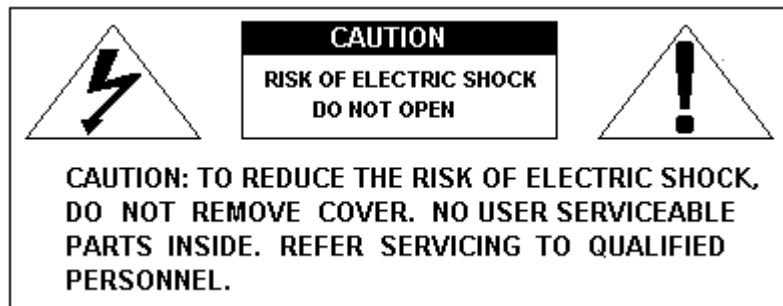 CAUTION
RISK OF ELECTRIC SHOCK
DO NOT OPEN
CAUTION: TO REDUCE THE RISK OF ELECTRIC SHOCK,
DO NOT REMOVE COVER. NO USER SERVICEABLE
PARTS INSIDE. REFER SERVICING TO QUALIFIED
PERSONNEL.